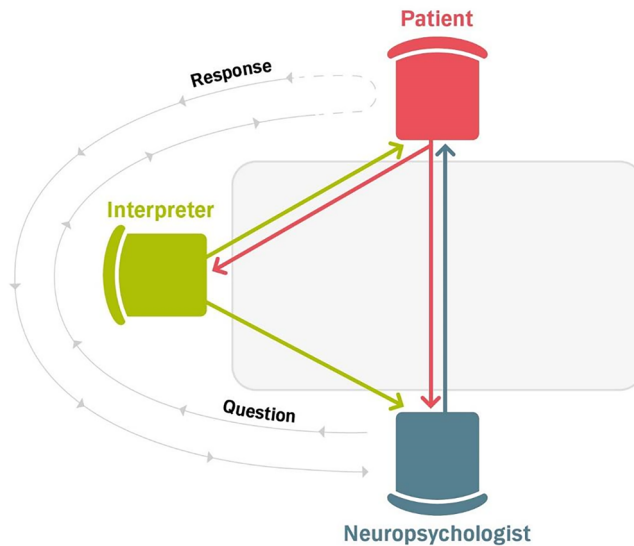 Patient
Response
Interpreter
Question
Neuropsychologist